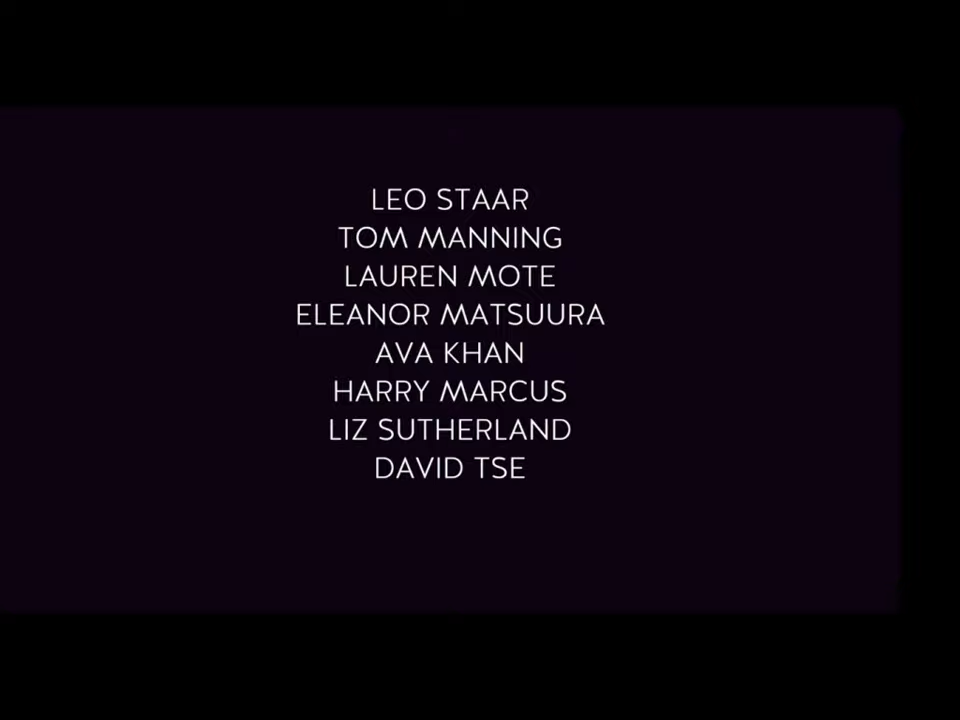 LEO STAAR
TOM MANNING
LAUREN MOTE
ELEANOR MATSUURA
AVA KHAN
HARRY MARCUS
LIZ SUTHERLAND
DAVID TSE